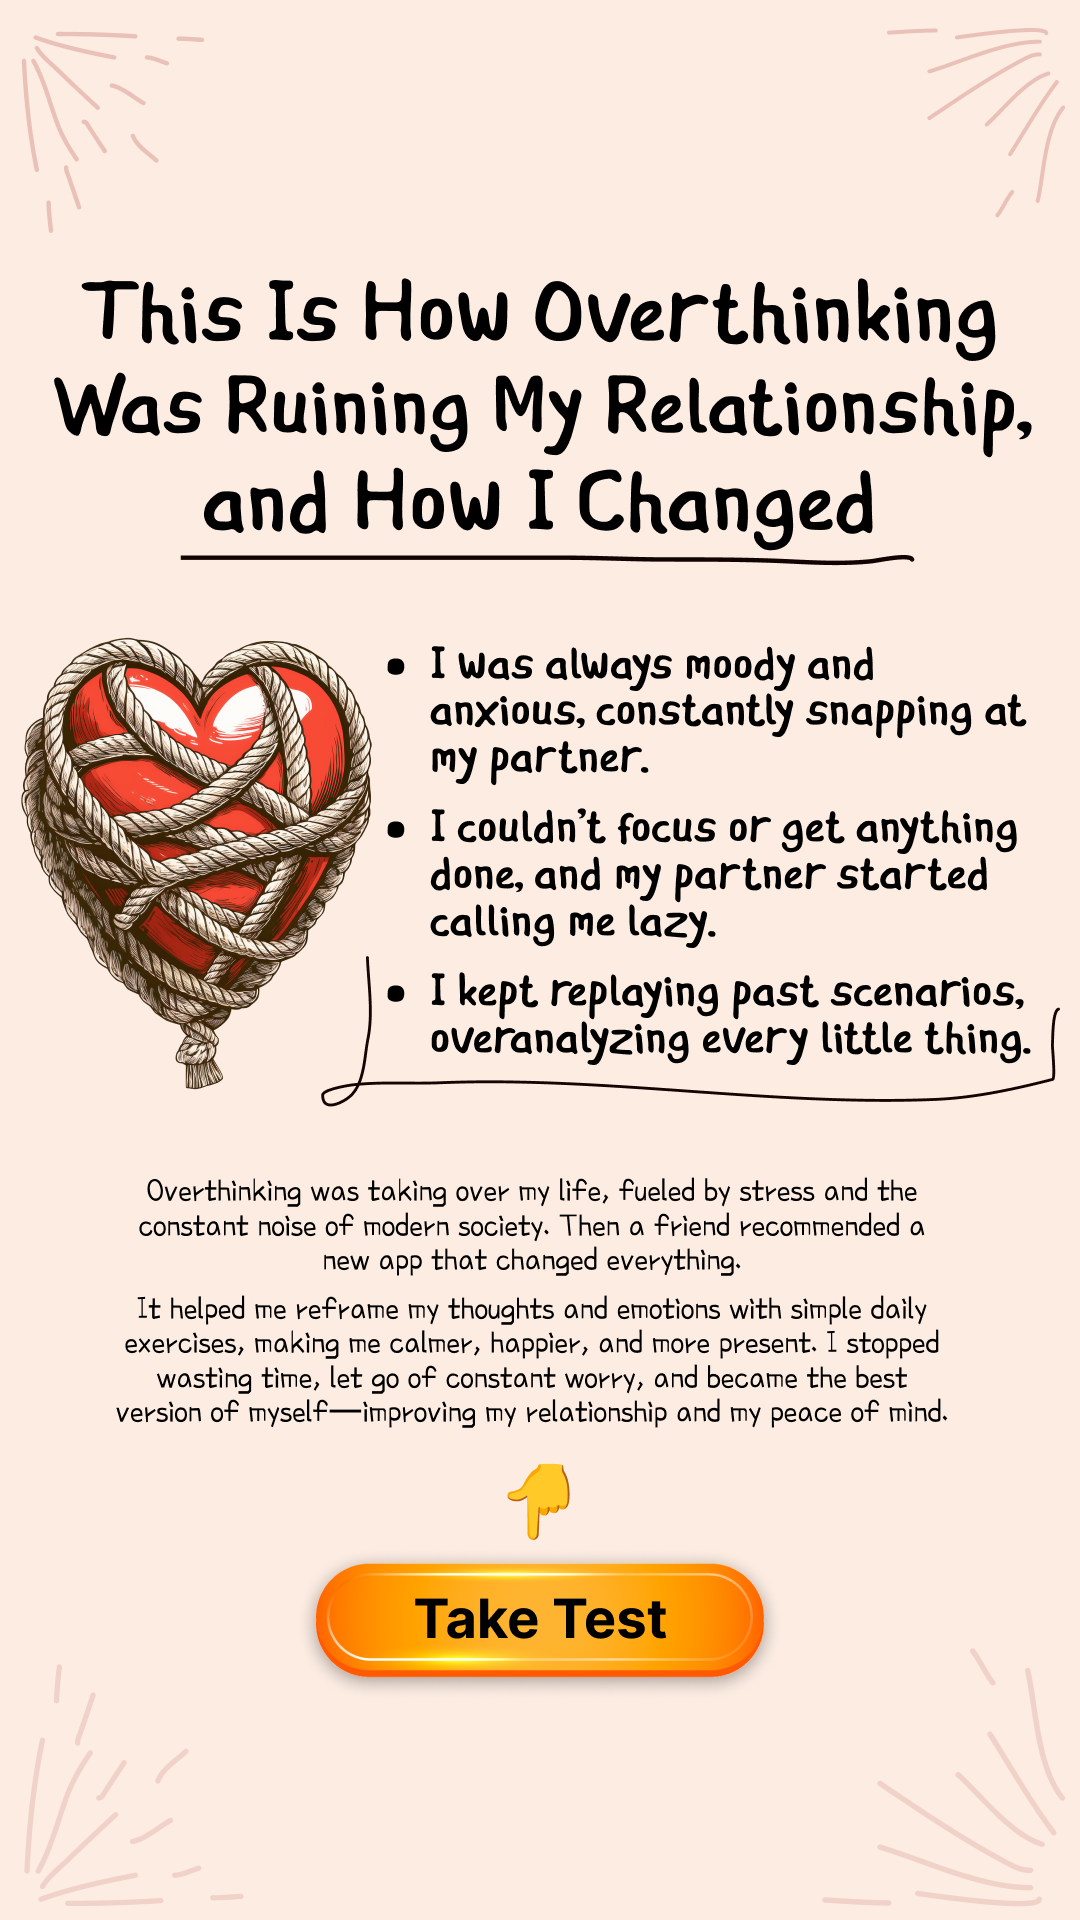 This Is How Overthinking
Was Ruining My Relationship,
and How I Changed
• I was always moody and
anxious, constantly snapping at
my partner.
• I couldn't focus or get anything
done, and my partner started
calling me lazy.
• I kept replaying past scenarios,
overanalyzing every little thing.
Overthinking was taking over my life, fueled by stress and the
constant noise of modern society. Then a friend recommended a
new app that changed everything.
It helped me reframe my thoughts and emotions with simple daily
exercises, making me calmer, happier, and more present. I stopped
wasting time, let go of constant worry, and became the best
version of myself—improving my relationship and my peace of mind.
👇
Take Test